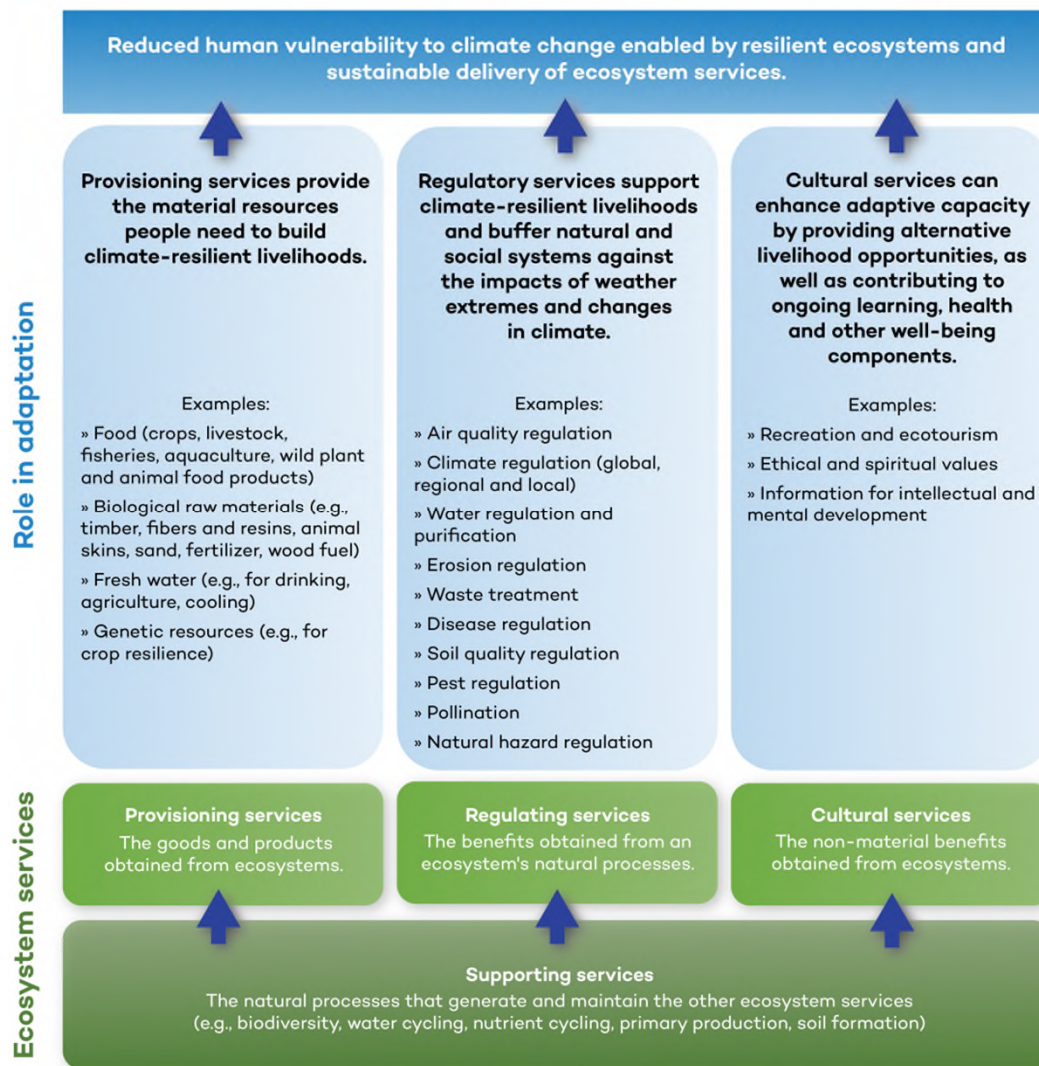 Reduced human vulnerability to climate change enabled by resilient ecosystems and
sustainable delivery of ecosystem services.
Role in adaptation
Provisioning services provide
the material resources
people need to build
climate-resilient livelihoods.
Examples:
» Food (crops, livestock,
fisheries, aquaculture, wild plant
and animal food products)
» Biological raw materials (e.g.,
timber, fibers and resins, animal
skins, sand, fertilizer, wood fuel)
» Fresh water (e.g., for drinking,
agriculture, cooling)
» Genetic resources (e.g., for
crop resilience)
Regulatory services support
climate-resilient livelihoods
and buffer natural and
social systems against
the impacts of weather
extremes and changes
in climate.
Examples:
» Air quality regulation
» Climate regulation (global,
regional and local)
» Water regulation and
purification
» Erosion regulation
» Waste treatment
» Disease regulation
» Soil quality regulation
» Pest regulation
» Pollination
» Natural hazard regulation
Cultural services can
enhance adaptive capacity
by providing alternative
livelihood opportunities, as
well as contributing to
ongoing learning, health
and other well-being
components.
Examples:
» Recreation and ecotourism
» Ethical and spiritual values
» Information for intellectual and
mental development
Ecosystem services
Provisioning services
The goods and products
obtained from ecosystems.
Regulating services
The benefits obtained from an
ecosystem's natural processes.
Cultural services
The non-material benefits
obtained from ecosystems.
Supporting services
The natural processes that generate and maintain the other ecosystem services
(e.g., biodiversity, water cycling, nutrient cycling, primary production, soil formation)